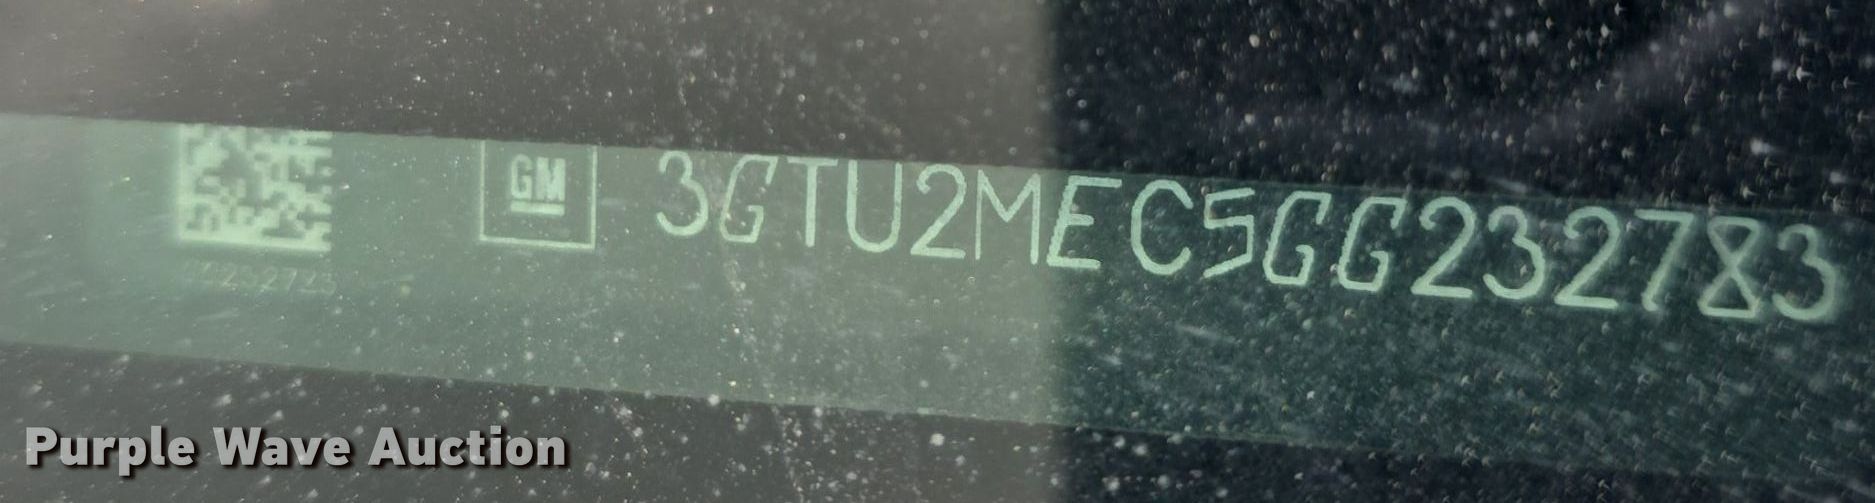 GM 3GTU2MEC5GG232783
Purple Wave Auction